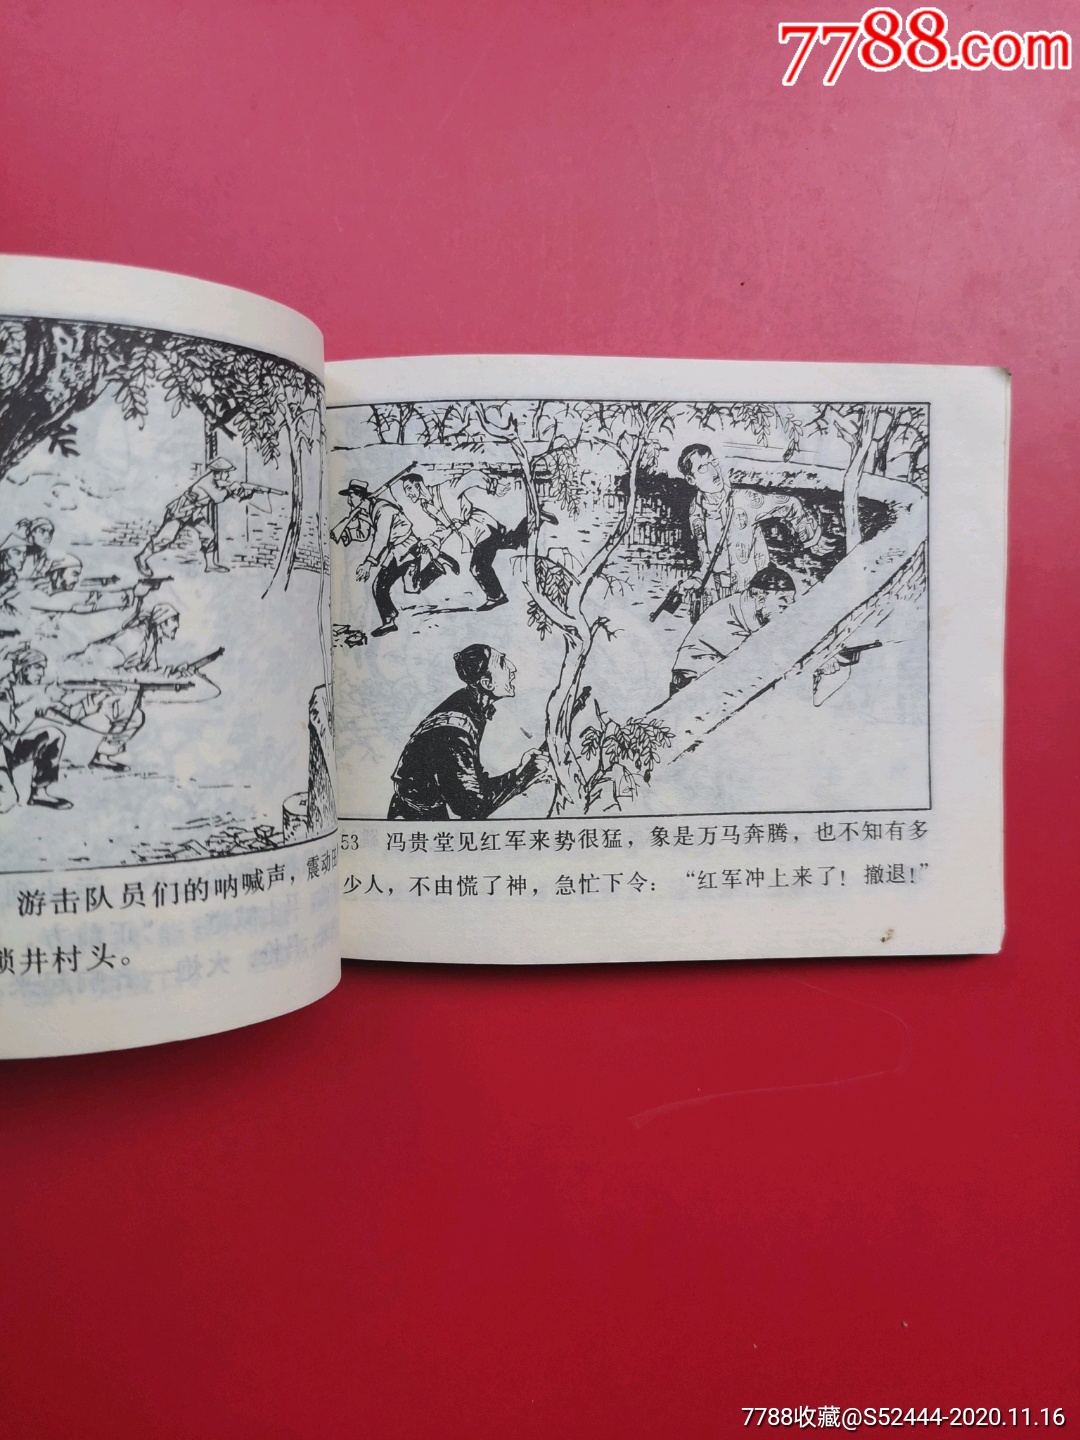 7788.com
游击队员们的呐喊声，震动
锁井村头。
53 冯贵堂见红军来势很猛，象是万马奔腾，也不知有多
少人，不由慌了神，急忙下令：“红军冲上来了！撤退！”
7788收藏@S52444-2020.11.16